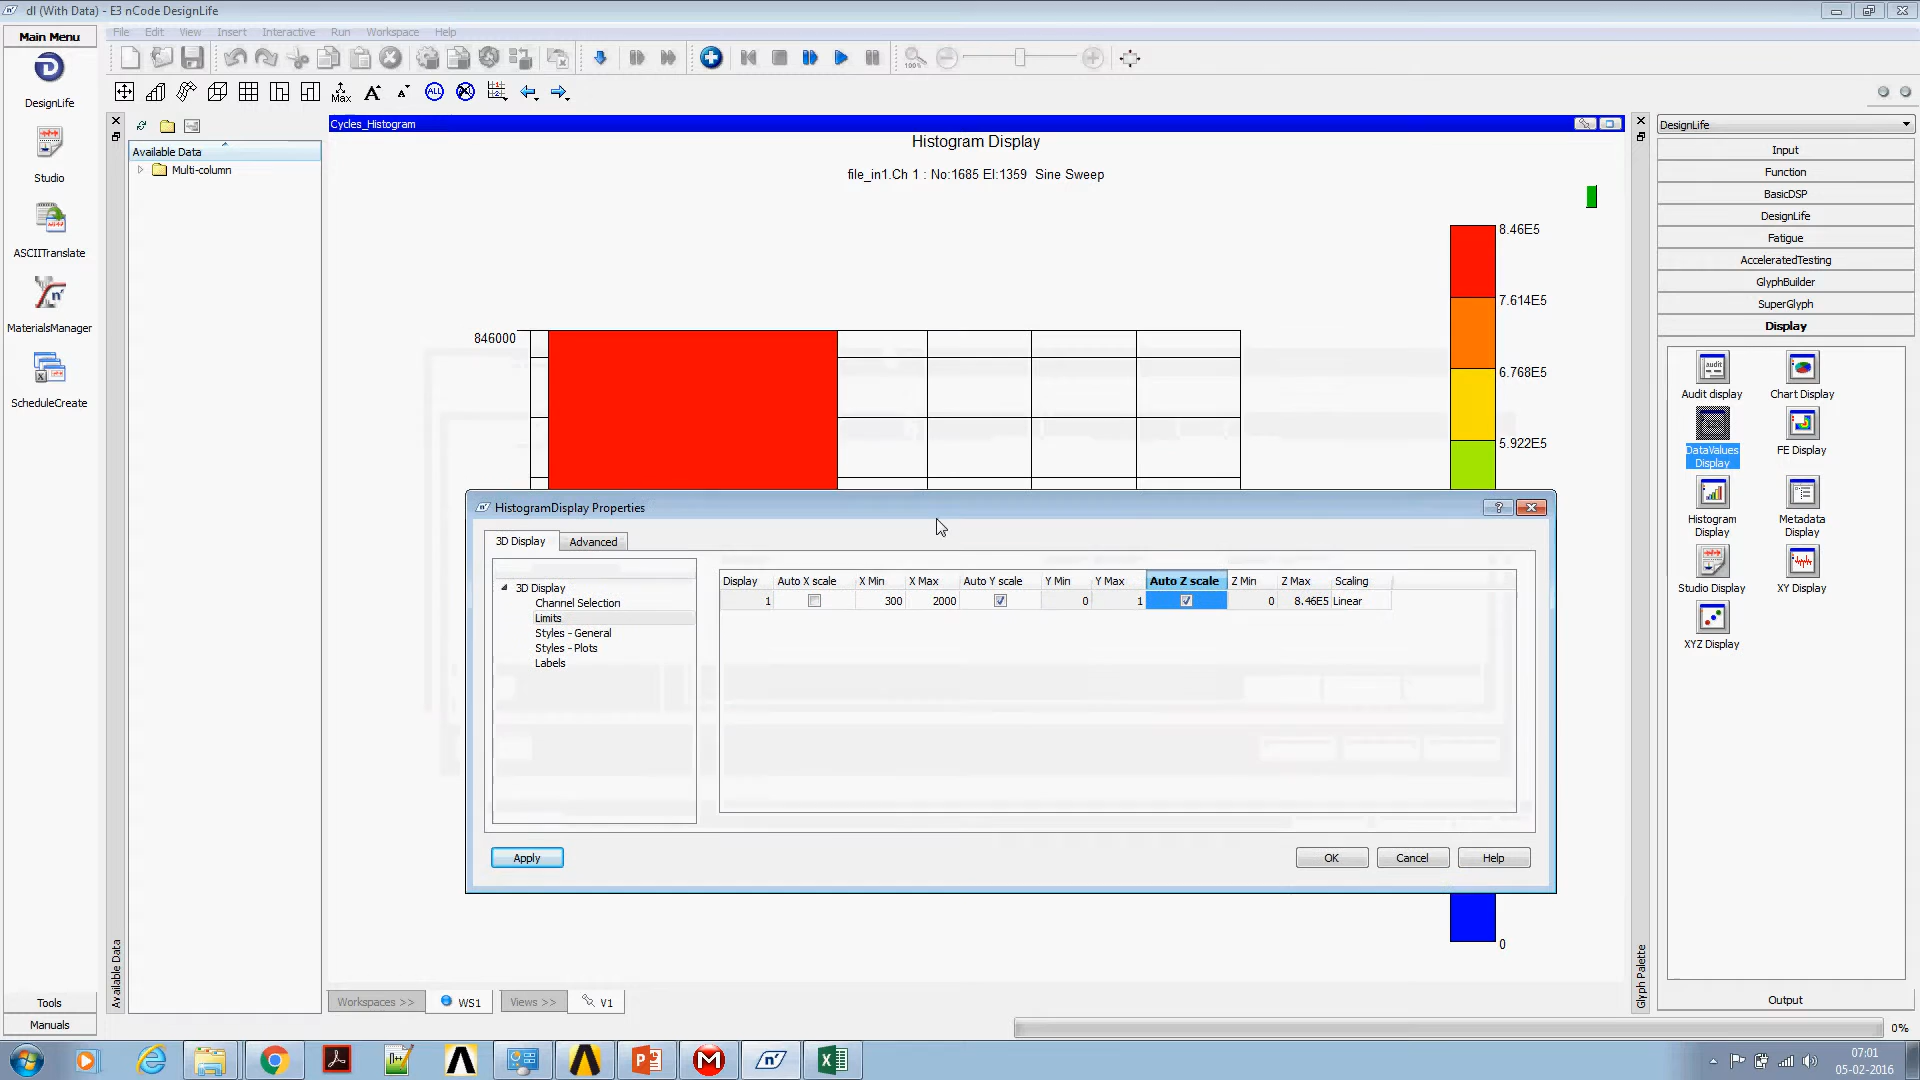 dl (With Data) - E3 nCode DesignLife
Main Menu
File Edit View Insert Interactive Run Workspace Help
DesignLife
Studio
ASCIITranslate
MaterialsManager
ScheduleCreate
Tools
Manuals
100%
Max
A A
ALL
Available Data
Multi-column
Available Data
Cycles_Histogram
Histogram Display
file_in1.Ch 1 : No:1685 El:1359 Sine Sweep
846000
8.46E5
7.614E5
6.768E5
5.922E5
0
HistogramDisplay Properties
3D Display Advanced
3D Display
Channel Selection
Limits
Styles - General
Styles - Plots
Labels
Display Auto X scale X Min X Max Auto Y scale Y Min Y Max Auto Z scale Z Min Z Max Scaling
1 300 2000 0 1 0 8.46E5 Linear
Apply OK Cancel Help
Workspaces >> WS1 Views >> V1
DesignLife
Input
Function
BasicDSP
DesignLife
Fatigue
AcceleratedTesting
GlyphBuilder
SuperGlyph
Display
Audit display
Chart Display
DataValues Display
FE Display
Histogram Display
Metadata Display
Studio Display
XY Display
XYZ Display
Output
Glyph Palette
0%
07:01
05-02-2016